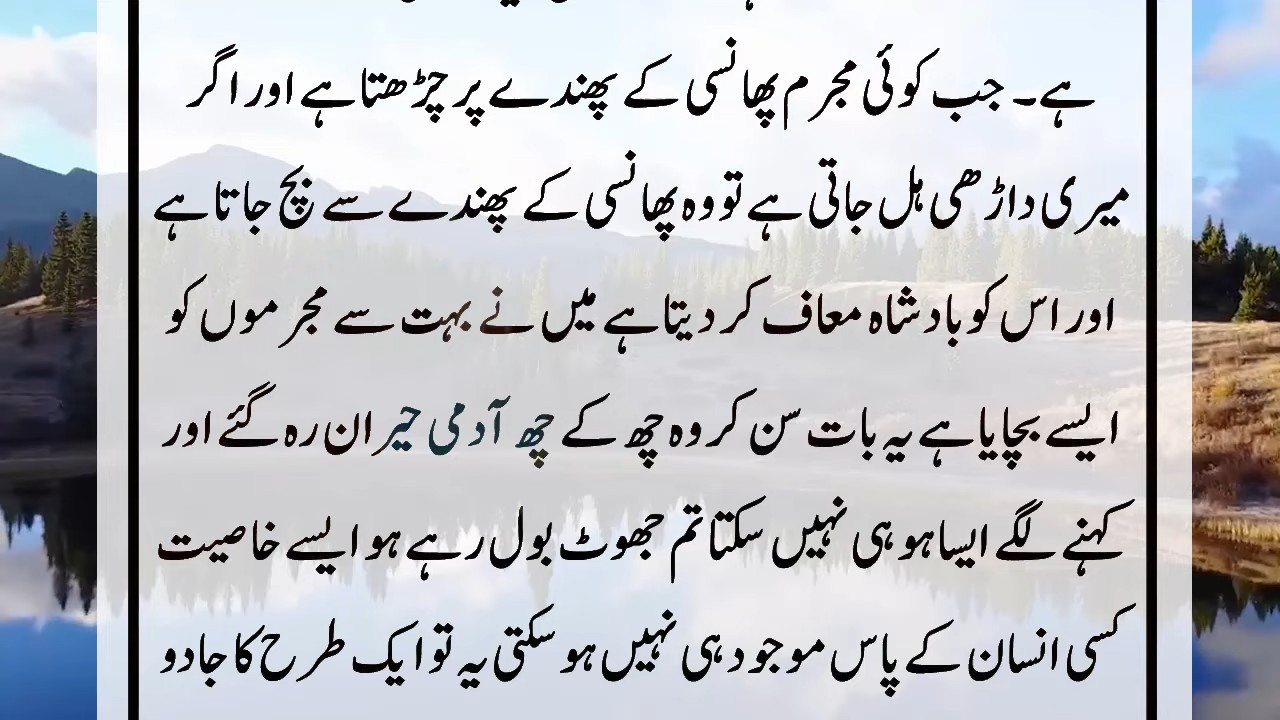 ہے۔ جب کوئی مجرم پھانسی کے پھندے پر چڑھتا ہے اور اگر
میری داڑھی ہل جاتی ہے تو وہ پھانسی کے پھندے سے بچ جاتا ہے
اور اس کو بادشاہ معاف کر دیتا ہے میں نے بہت سے مجرموں کو
ایسے بچایا ہے یہ بات سن کر وہ چھ کے چھ آدمی حیران رہ گئے اور
کہنے لگے ایسا ہو ہی نہیں سکتا تم جھوٹ بول رہے ہو ایسے خاصیت
کسی انسان کے پاس موجود ہی نہیں ہو سکتی یہ تو ایک طرح کا جادو